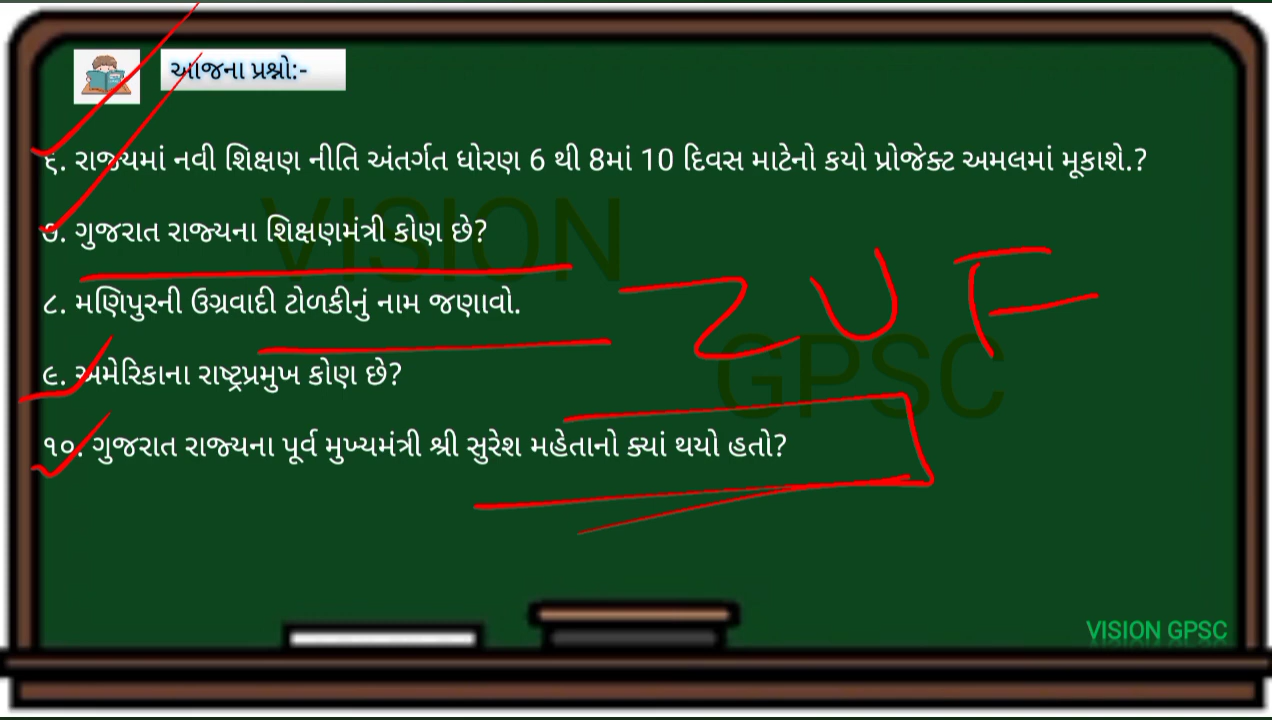 આજના પ્રશ્નો:-
૬. રાજ્યમાં નવી શિક્ષણ નીતિ અંતર્ગત ધોરણ 6 થી 8માં 10 દિવસ માટેનો કયો પ્રોજેક્ટ અમલમાં મૂકાશે.?
૭. ગુજરાત રાજ્યના શિક્ષણમંત્રી કોણ છે?
૮. મણિપુરની ઉગ્રવાદી ટોળકીનું નામ જણાવો.
ZUF
૯. અમેરિકાના રાષ્ટ્રપ્રમુખ કોણ છે?
૧૦. ગુજરાત રાજ્યના પૂર્વ મુખ્યમંત્રી શ્રી સુરેશ મહેતાનો ક્યાં થયો હતો?
VISION
GPSC
VISION GPSC